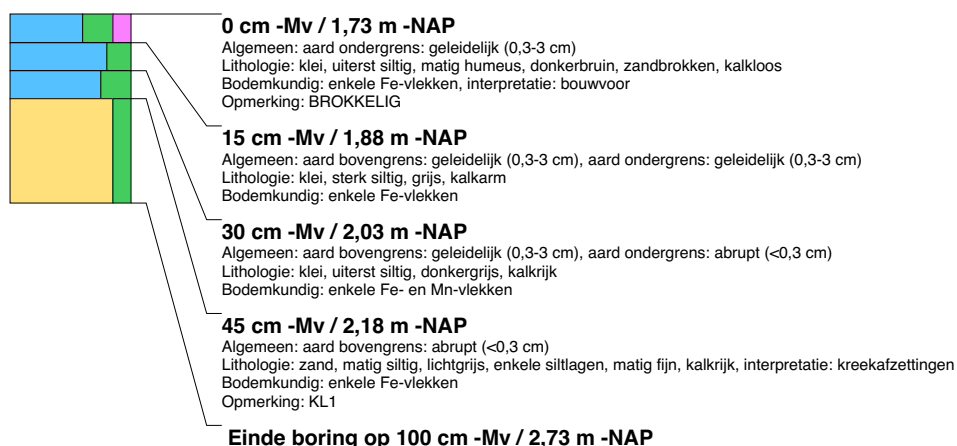 0 cm -Mv / 1,73 m -NAP
Algemeen: aard ondergrens: geleidelijk (0,3-3 cm)
Lithologie: klei, uiterst siltig, matig humeus, donkerbruin, zandbrokken, kalkloos
Bodemkundig: enkele Fe-vlekken, interpretatie: bouwvoor
Opmerking: BROKKELIG
15 cm -Mv / 1,88 m -NAP
Algemeen: aard bovengrens: geleidelijk (0,3-3 cm), aard ondergrens: geleidelijk (0,3-3 cm)
Lithologie: klei, sterk siltig, grijs, kalkarm
Bodemkundig: enkele Fe-vlekken
30 cm -Mv / 2,03 m -NAP
Algemeen: aard bovengrens: geleidelijk (0,3-3 cm), aard ondergrens: abrupt (<0,3 cm)
Lithologie: klei, uiterst siltig, donkergrijs, kalkrijk
Bodemkundig: enkele Fe- en Mn-vlekken
45 cm -Mv / 2,18 m -NAP
Algemeen: aard bovengrens: abrupt (<0,3 cm)
Lithologie: zand, matig siltig, lichtgrijs, enkele siltlagen, matig fijn, kalkrijk, interpretatie: kreekafzettingen
Bodemkundig: enkele Fe-vlekken
Opmerking: KL1
Einde boring op 100 cm -Mv / 2,73 m -NAP